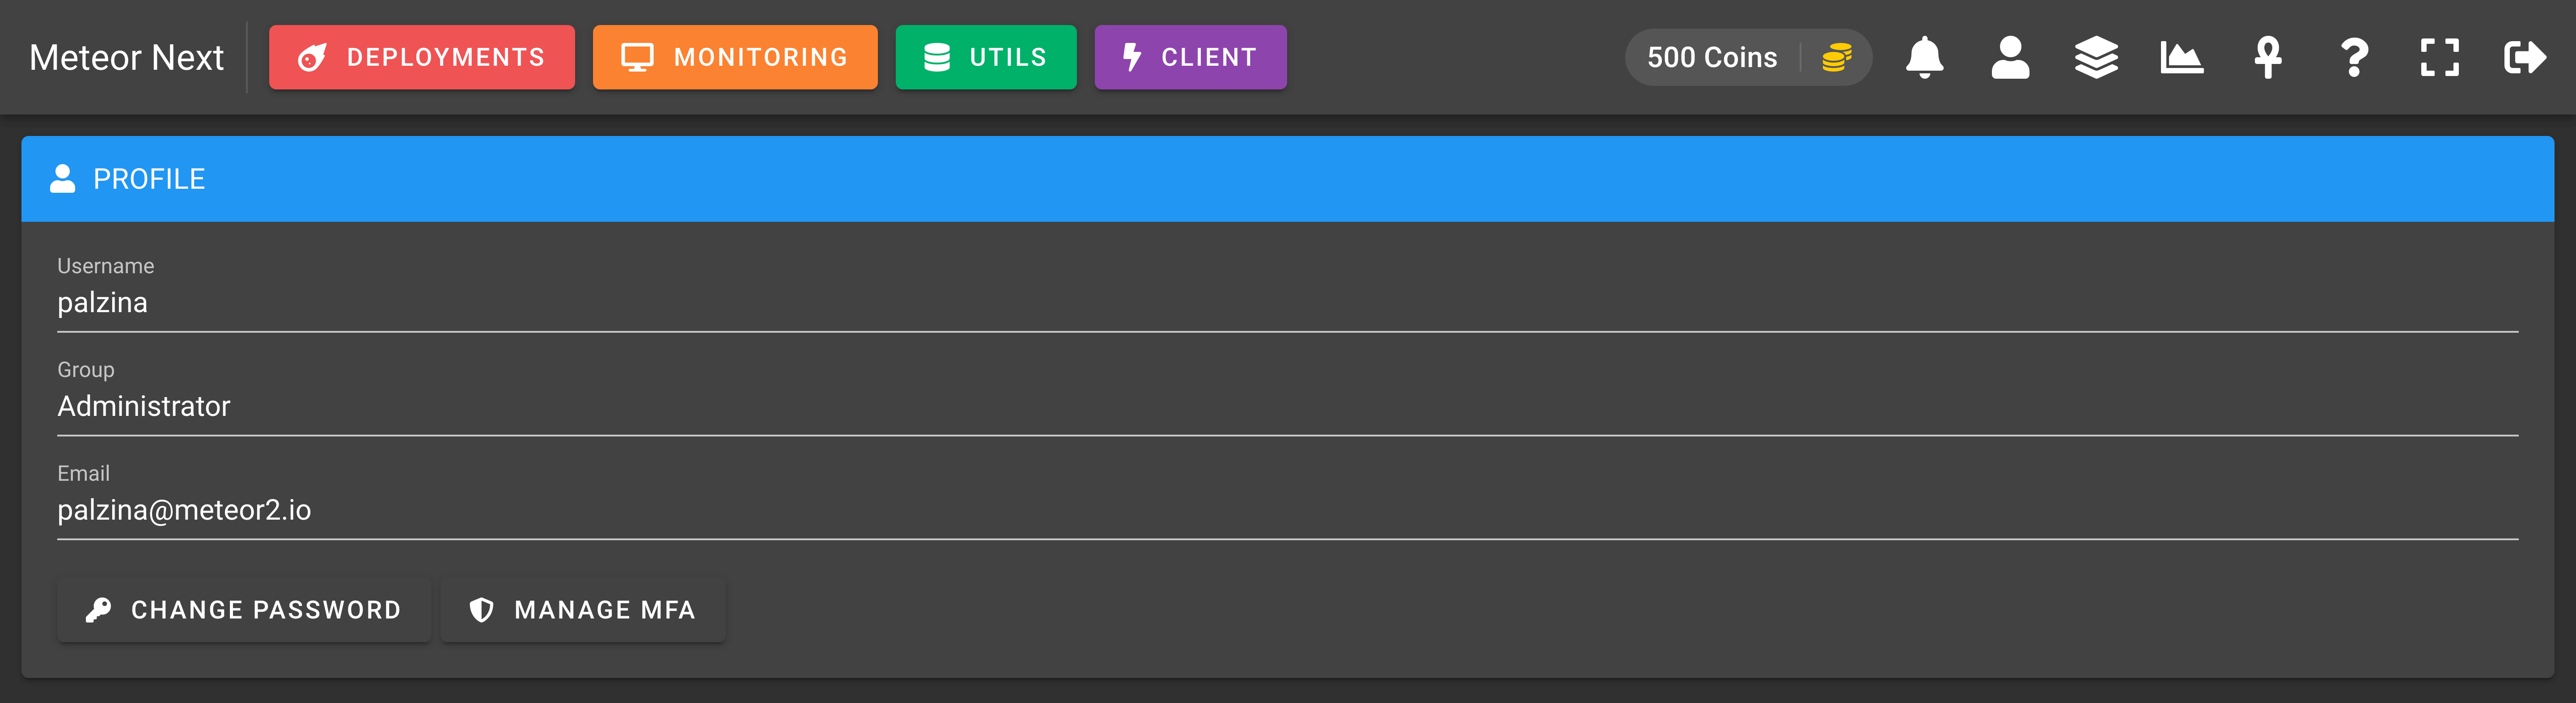 Meteor Next DEPLOYMENTS MONITORING UTILS CLIENT 500 Coins
PROFILE
Username
palzina
Group
Administrator
Email
palzina@meteor2.io
CHANGE PASSWORD MANAGE MFA